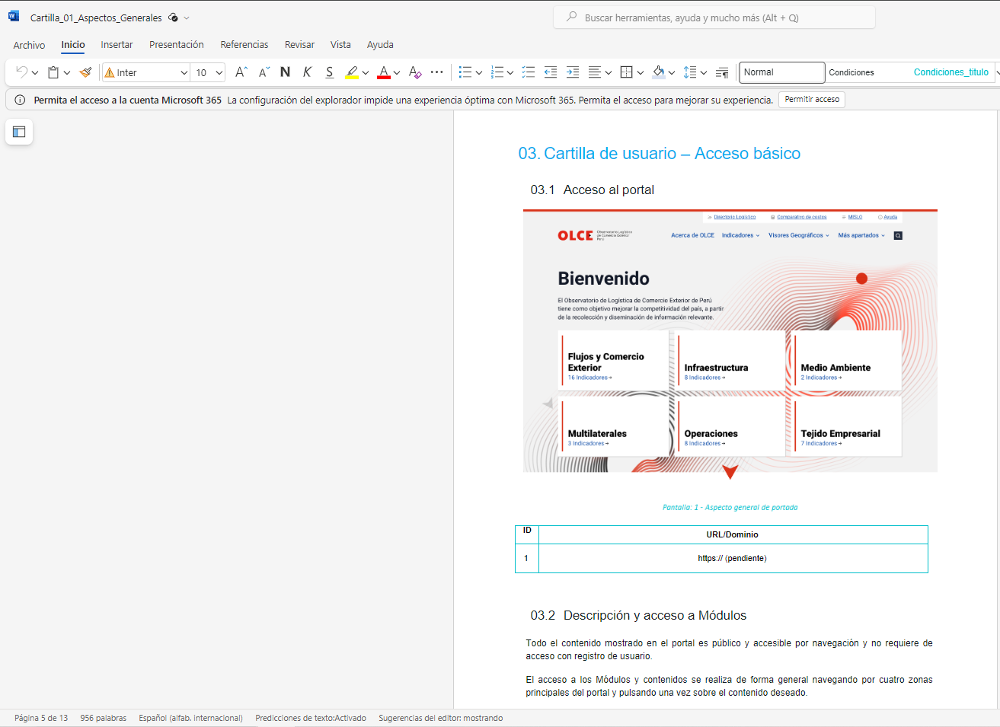 Cartilla_01_Aspectos_Generales
Buscar herramientas, ayuda y mucho más (Alt + Q)
Archivo Inicio Insertar Presentación Referencias Revisar Vista Ayuda
Inter 10 N K S A Normal Condiciones Condiciones_titulo
Permita el acceso a la cuenta Microsoft 365 La configuración del explorador impide una experiencia óptima con Microsoft 365. Permita el acceso para mejorar su experiencia. Permitir acceso
03. Cartilla de usuario – Acceso básico
03.1 Acceso al portal
Directorio Logístico Comparativo de costos MISLO Ayuda
OLCE Observatorio Logístico
de Comercio Exterior
Perú
Acerca de OLCE Indicadores Visores Geográficos Más apartados
Bienvenido
El Observatorio de Logística de Comercio Exterior de Perú
tiene como objetivo mejorar la competitividad del país, a partir
de la recolección y diseminación de información relevante.
Flujos y Comercio
Exterior
16 Indicadores→
Infraestructura
8 Indicadores→
Medio Ambiente
2 Indicadores→
Multilaterales
3 Indicadores→
Operaciones
8 Indicadores→
Tejido Empresarial
7 Indicadores→
Pantalla: 1 - Aspecto general de portada
ID URL/Dominio
1 https:// (pendiente)
03.2 Descripción y acceso a Módulos
Todo el contenido mostrado en el portal es público y accesible por navegación y no requiere de
acceso con registro de usuario.
El acceso a los Módulos y contenidos se realiza de forma general navegando por cuatro zonas
principales del portal y pulsando una vez sobre el contenido deseado.
Página 5 de 13 956 palabras Español (alfab. internacional) Predicciones de texto:Activado Sugerencias del editor: mostrando